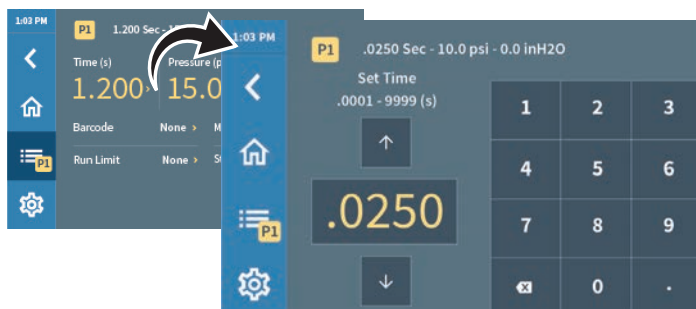 1:03 PM
P1 1.200 Sec - 1
Time (s) Pressure (p
1.200 › 15.0
Barcode None › M
Run Limit None ›
P1
1:03 PM
P1 .0250 Sec - 10.0 psi - 0.0 inH2O
Set Time
.0001 - 9999 (s)
.0250
P1
1 2 3
4 5 6
7 8 9
0 .